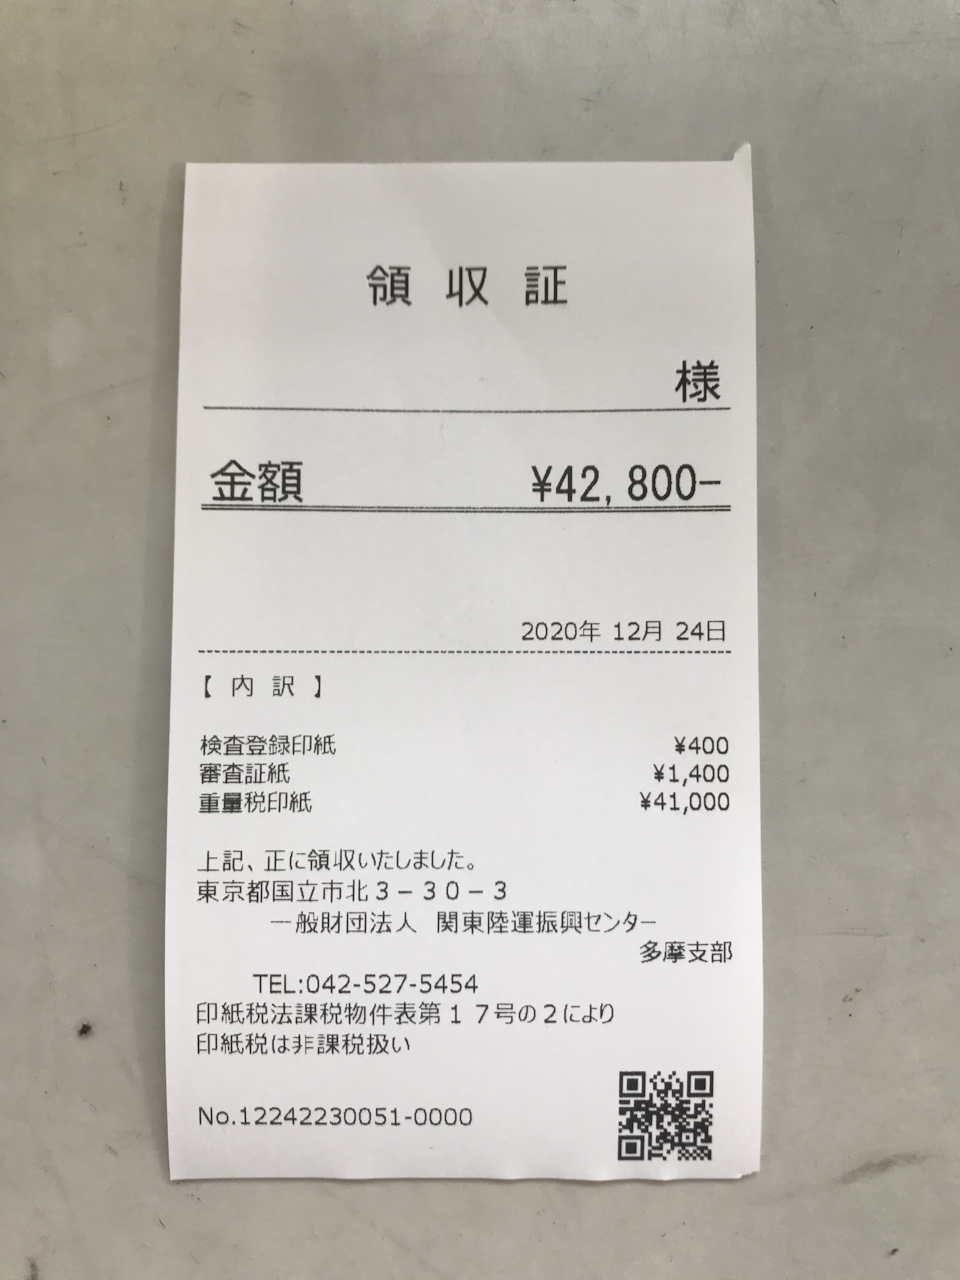 領 収 証
様
金額 ¥42,800-
2020年 12月 24日
【 内 訳 】
検査登録印紙 ¥400
審査証紙 ¥1,400
重量税印紙 ¥41,000
上記、正に領収いたしました。
東京都国立市北３－３０－３
一般財団法人 関東陸運振興センター
多摩支部
TEL:042-527-5454
印紙税法課税物件表第１７号の２により
印紙税は非課税扱い
No.12242230051-0000